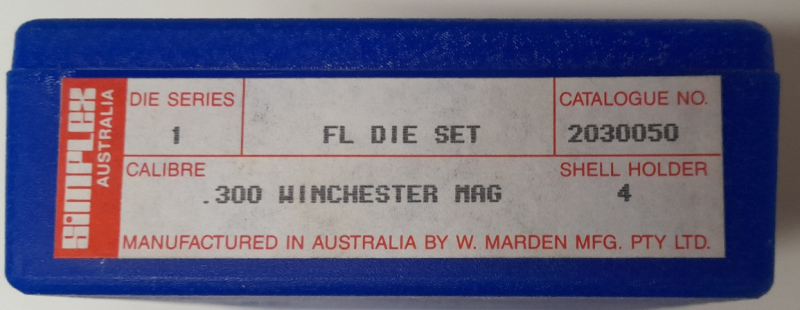 SIMPLEX
AUSTRALIA
DIE SERIES
1
FL DIE SET
CATALOGUE NO.
2030050
CALIBRE
.300 WINCHESTER MAG
SHELL HOLDER
4
MANUFACTURED IN AUSTRALIA BY W. MARDEN MFG. PTY LTD.